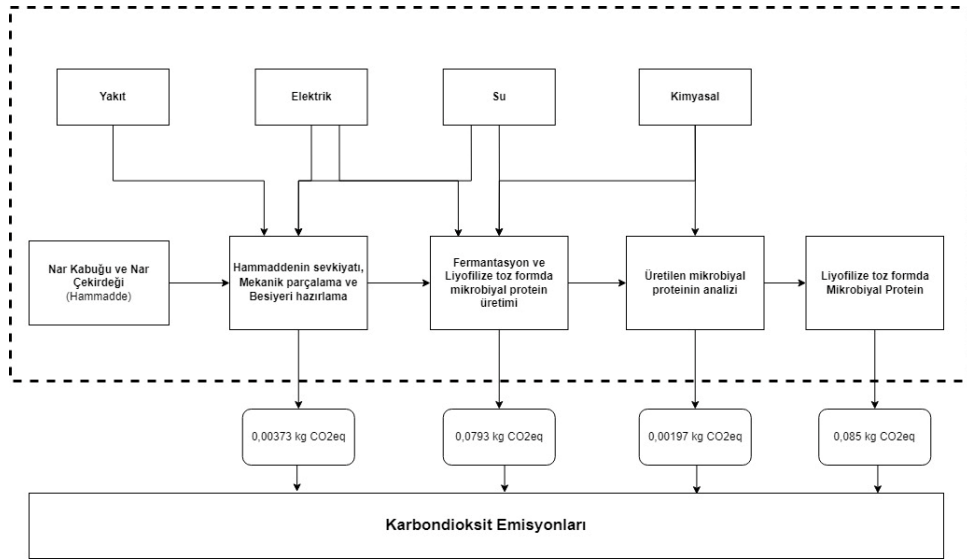 Yakıt
Elektrik
Su
Kimyasal
Nar Kabuğu ve Nar
Çekirdeği
(Hammadde)
Hammaddenin sevkiyatı,
Mekanik parçalama ve
Besiyeri hazırlama
Fermantasyon ve
Liyofilize toz formda
mikrobiyal protein
üretimi
Üretilen mikrobiyal
proteinin analizi
Liyofilize toz formda
Mikrobiyal Protein
0,00373 kg CO2eq
0,0793 kg CO2eq
0,00197 kg CO2eq
0,085 kg CO2eq
Karbondioksit Emisyonları